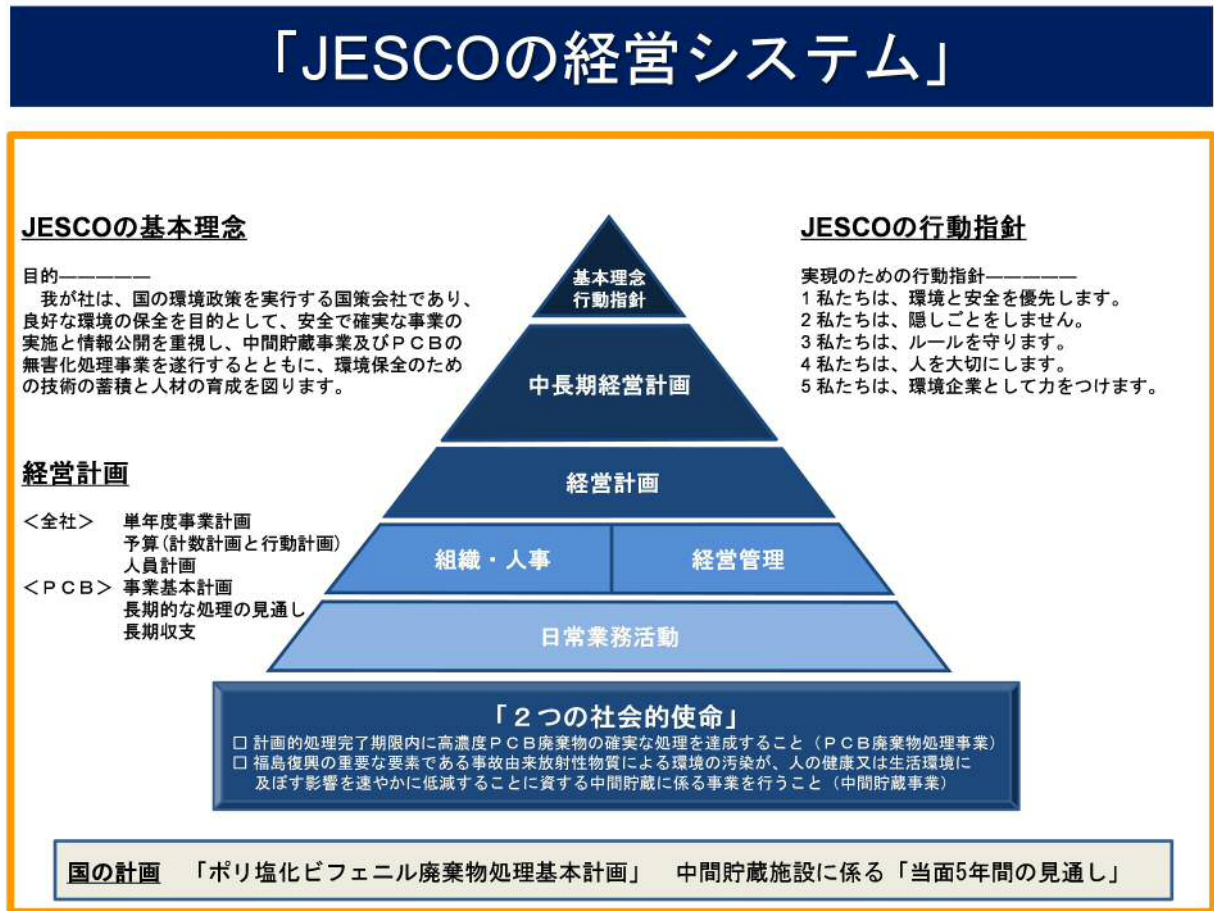 「JESCOの経営システム」
JESCOの基本理念
目的――――――
我が社は、国の環境政策を実行する国策会社であり、
良好な環境の保全を目的として、安全で確実な事業の
実施と情報公開を重視し、中間貯蔵事業及びＰＣＢの
無害化処理事業を遂行するとともに、環境保全のため
の技術の蓄積と人材の育成を図ります。
経営計画
＜全社＞ 単年度事業計画
予算(計数計画と行動計画)
人員計画
＜ＰＣＢ＞ 事業基本計画
長期的な処理の見通し
長期収支
基本理念
行動指針
中長期経営計画
経営計画
組織・人事 経営管理
日常業務活動
JESCOの行動指針
実現のための行動指針――――――
1 私たちは、環境と安全を優先します。
2 私たちは、隠しごとをしません。
3 私たちは、ルールを守ります。
4 私たちは、人を大切にします。
5 私たちは、環境企業として力をつけます。
「２つの社会的使命」
□ 計画的処理完了期限内に高濃度ＰＣＢ廃棄物の確実な処理を達成すること（ＰＣＢ廃棄物処理事業）
□ 福島復興の重要な要素である事故由来放射性物質による環境の汚染が、人の健康又は生活環境に
及ぼす影響を速やかに低減することに資する中間貯蔵に係る事業を行うこと（中間貯蔵事業）
国の計画 「ポリ塩化ビフェニル廃棄物処理基本計画」 中間貯蔵施設に係る「当面5年間の見通し」